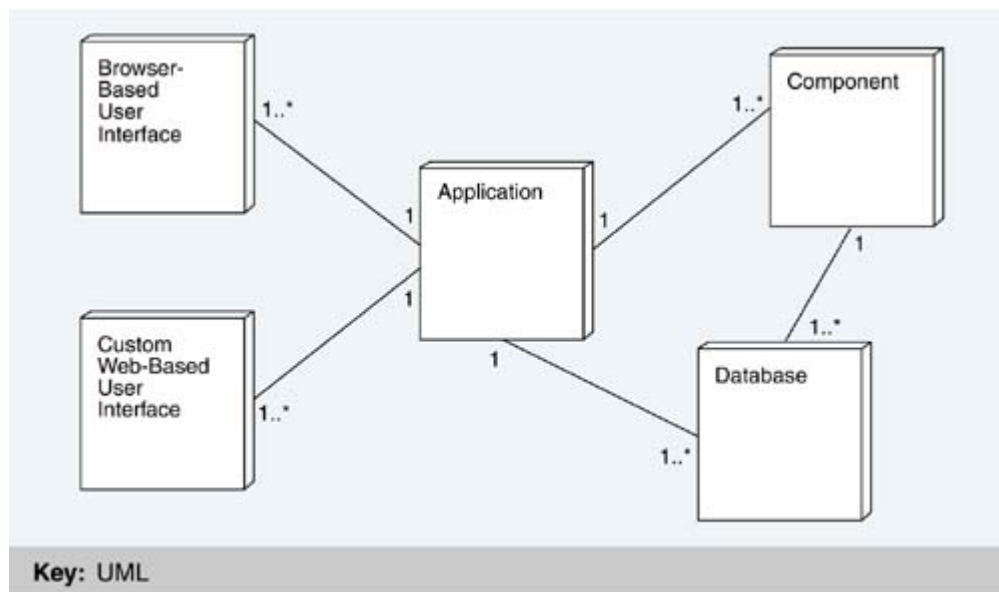 Browser-
Based
User
Interface
1..*
1
Custom
Web-Based
User
Interface
1..*
1
Application
1
1
Component
1..*
1
Database
1..*
1..*
Key: UML